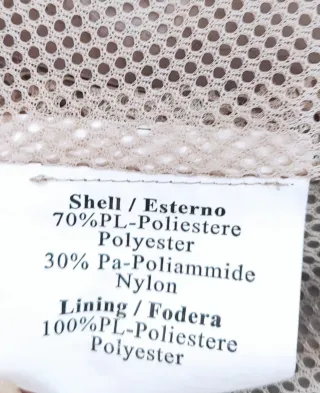 Shell / Esterno
70%PL-Poliestere
Polyester
30% Pa-Poliammide
Nylon
Lining / Fodera
100%PL-Poliestere
Polyester